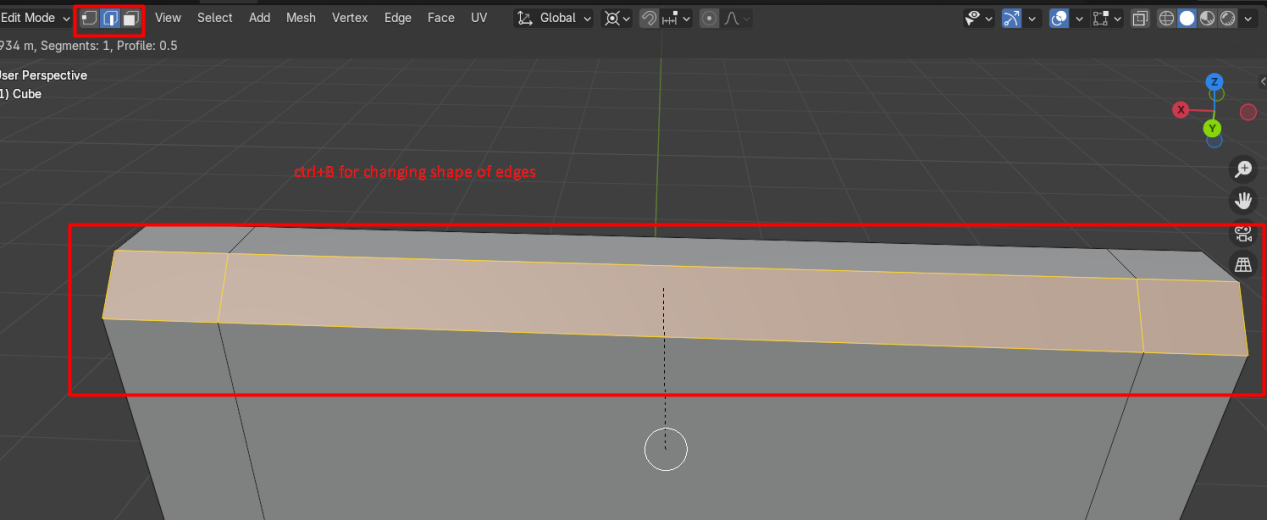 Edit Mode View Select Add Mesh Vertex Edge Face UV Global
934 m, Segments: 1, Profile: 0.5
User Perspective
1) Cube
Z
X
Y
ctrl+B for changing shape of edges